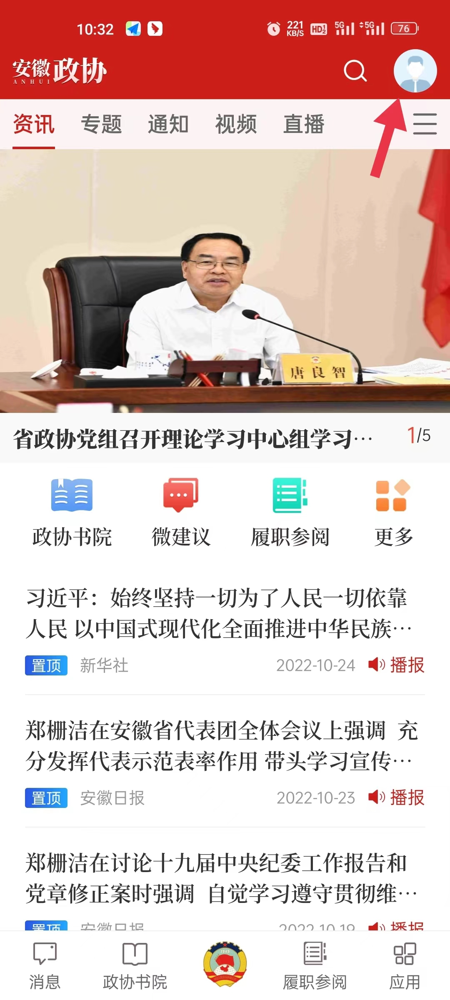 10:32
221
KB/S
HD
1
2
5G
5G
76
安徽政协
ANHUI
资讯 专题 通知 视频 直播
唐良智
省政协党组召开理论学习中心组学习… 1/5
政协书院 微建议 履职参阅 更多
习近平：始终坚持一切为了人民一切依靠
人民 以中国式现代化全面推进中华民族…
置顶 新华社 2022-10-24 播报
郑栅洁在安徽省代表团全体会议上强调 充
分发挥代表示范表率作用 带头学习宣传…
置顶 安徽日报 2022-10-23 播报
郑栅洁在讨论十九届中央纪委工作报告和
党章修正案时强调 自觉学习遵守贯彻维…
置顶 安徽日报 2022-10-19 播报
1949
消息 政协书院 履职参阅 应用